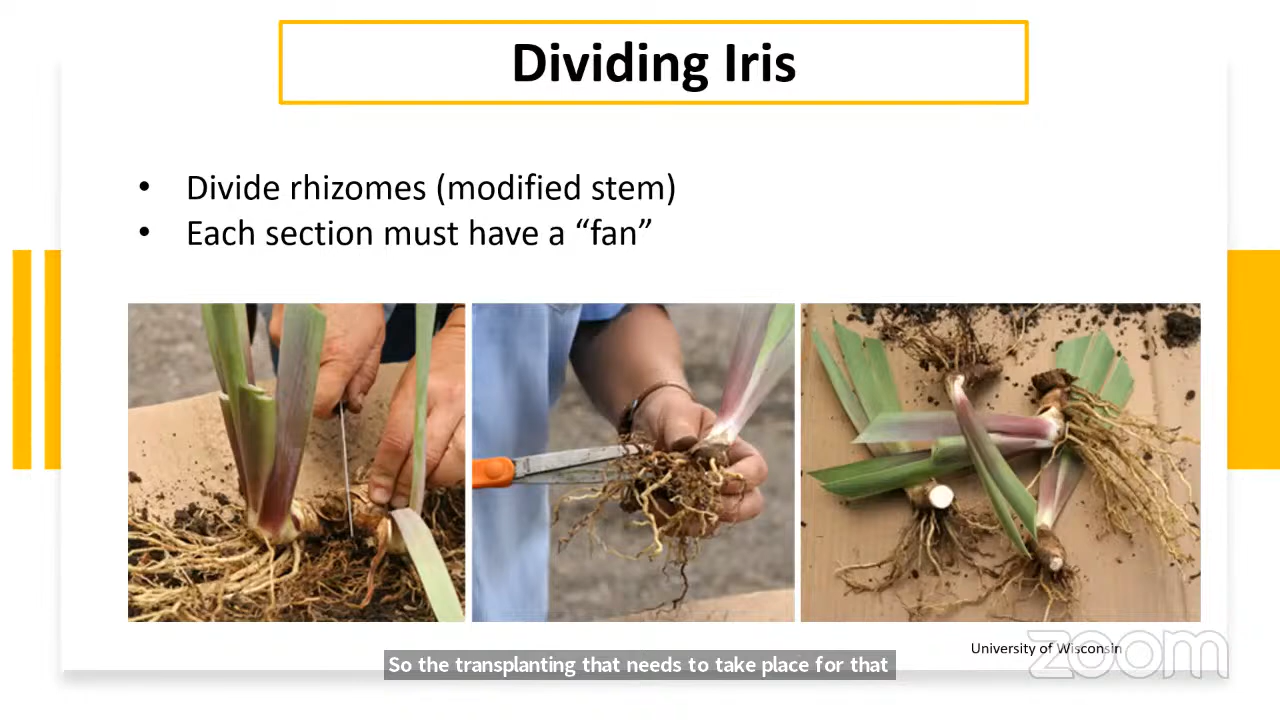 Dividing Iris
• Divide rhizomes (modified stem)
• Each section must have a “fan”
University of Wisconsin
zoom
So the transplanting that needs to take place for that